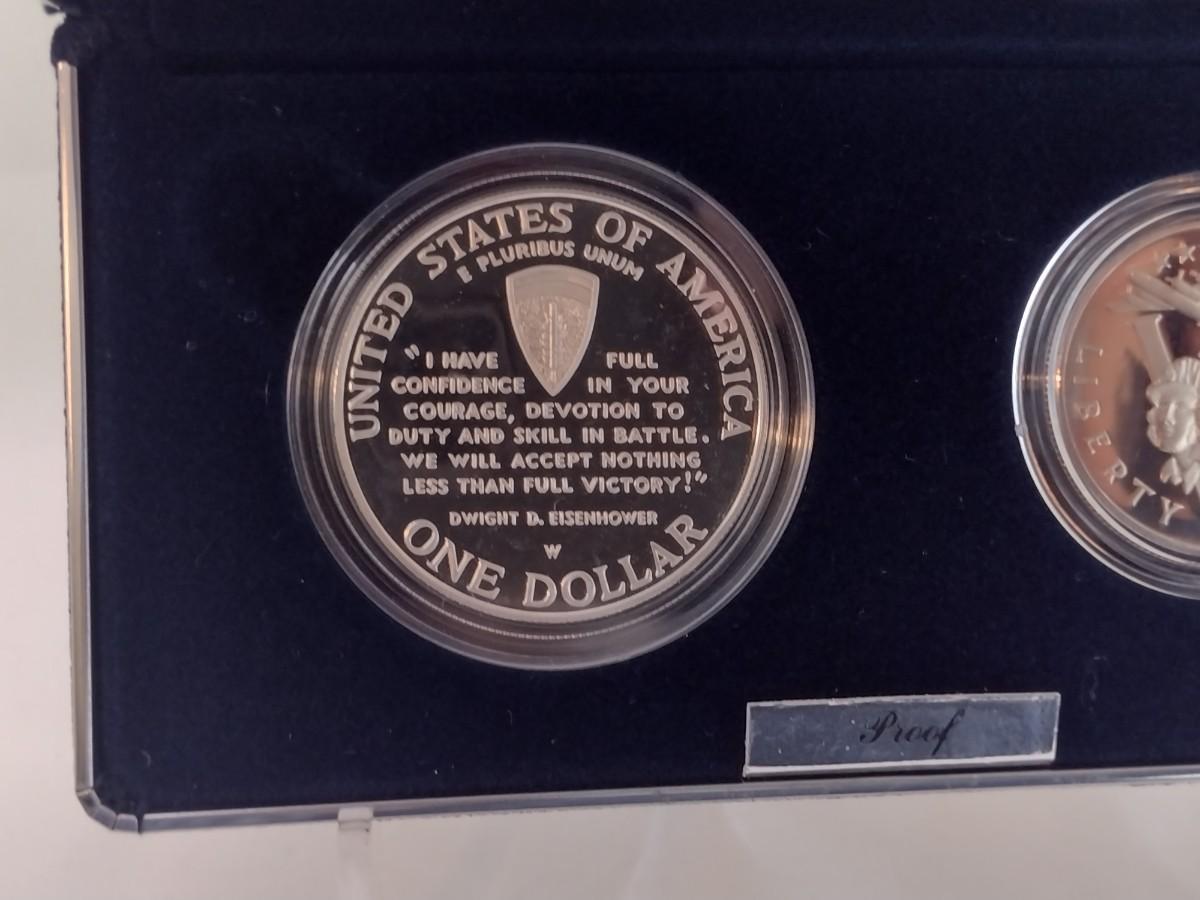 UNITED STATES OF AMERICA
E PLURIBUS UNUM
"I HAVE FULL
CONFIDENCE IN YOUR
COURAGE, DEVOTION TO
DUTY AND SKILL IN BATTLE.
WE WILL ACCEPT NOTHING
LESS THAN FULL VICTORY!"
DWIGHT D. EISENHOWER
W
ONE DOLLAR
LIBERTY
Proof